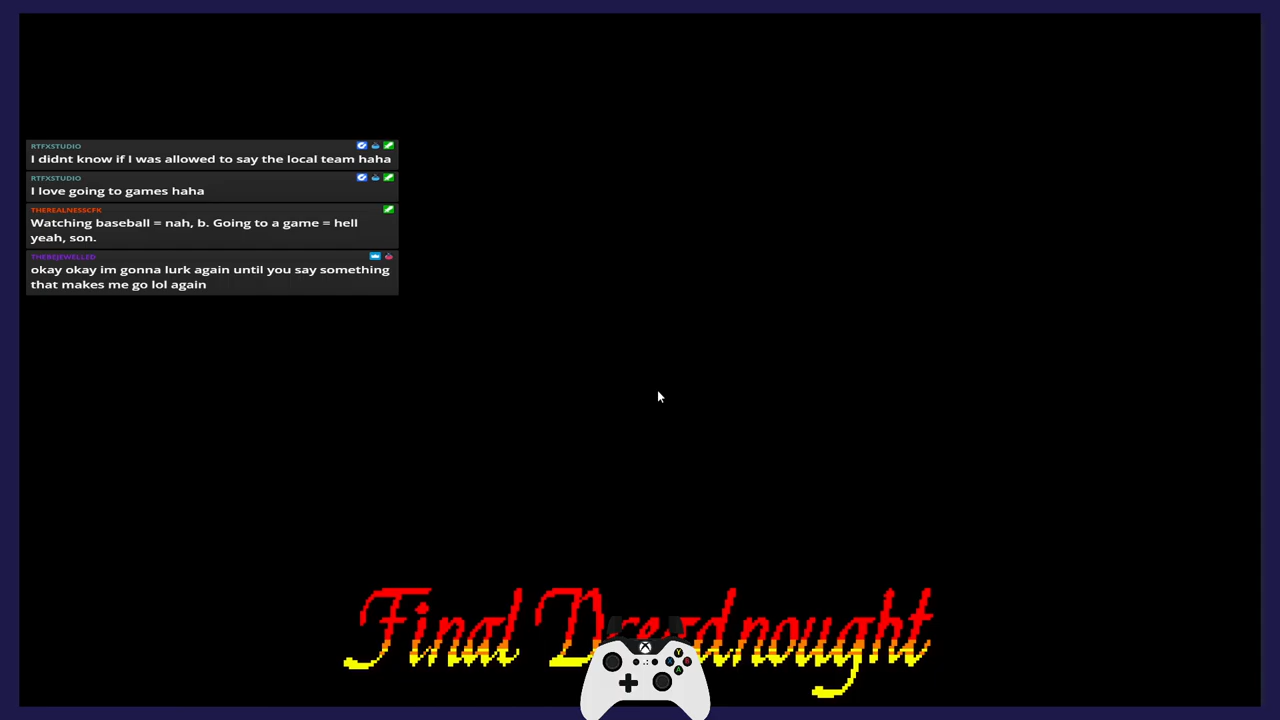 RTFXSTUDIO
I didnt know if I was allowed to say the local team haha
RTFXSTUDIO
I love going to games haha
THEREALNESSCFK
Watching baseball = nah, b. Going to a game = hell
yeah, son.
THEBEJEWELLED
okay okay im gonna lurk again until you say something
that makes me go lol again
Final Dreadnought
Y
X
B
A